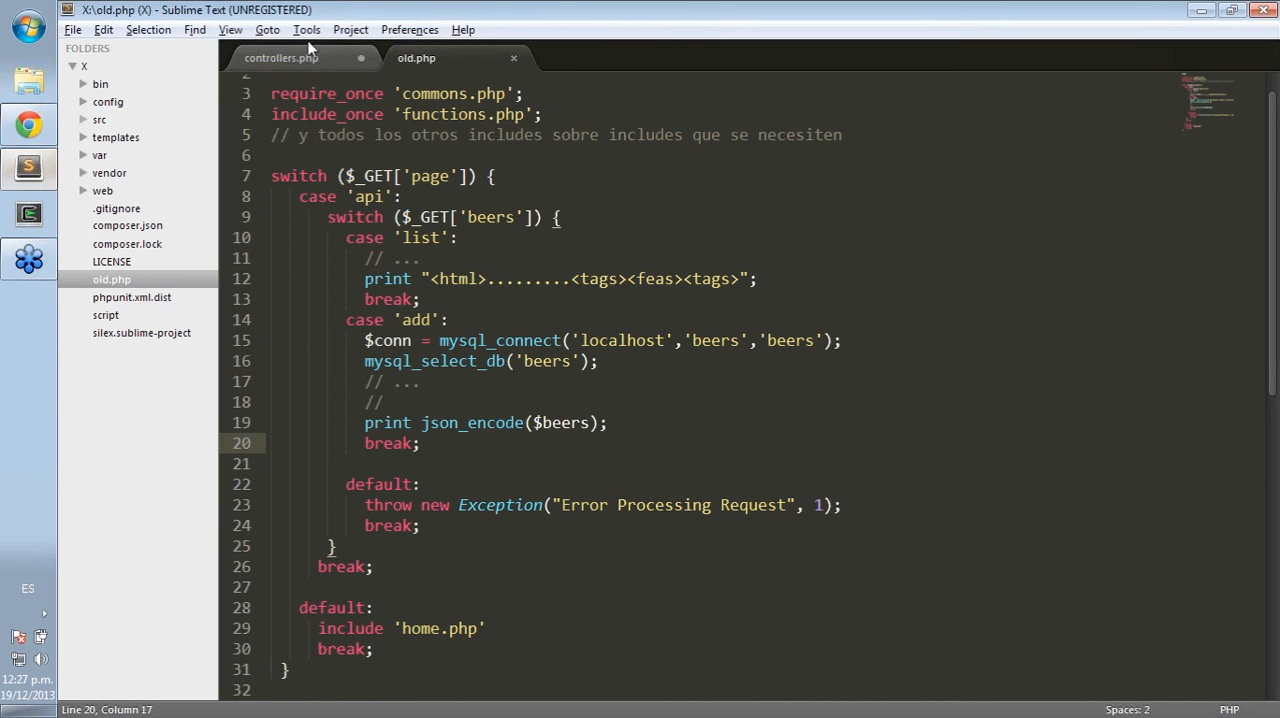 X:\old.php (X) - Sublime Text (UNREGISTERED)
File Edit Selection Find View Goto Tools Project Preferences Help
FOLDERS
X
bin
config
src
templates
var
vendor
web
.gitignore
composer.json
composer.lock
LICENSE
old.php
phpunit.xml.dist
script
silex.sublime-project
controllers.php old.php
2
3 require_once 'commons.php';
4 include_once 'functions.php';
5 // y todos los otros includes sobre includes que se necesiten
6
7 switch ($_GET['page']) {
8 case 'api':
9 switch ($_GET['beers']) {
10 case 'list':
11 // ...
12 print "<html>.........<tags><feas><tags>";
13 break;
14 case 'add':
15 $conn = mysql_connect('localhost','beers','beers');
16 mysql_select_db('beers');
17 // ...
18 //
19 print json_encode($beers);
20 break;
21
22 default:
23 throw new Exception("Error Processing Request", 1);
24 break;
25 }
26 break;
27
28 default:
29 include 'home.php'
30 break;
31 }
32
ES
12:27 p.m.
19/12/2013
Line 20, Column 17
Spaces: 2
PHP